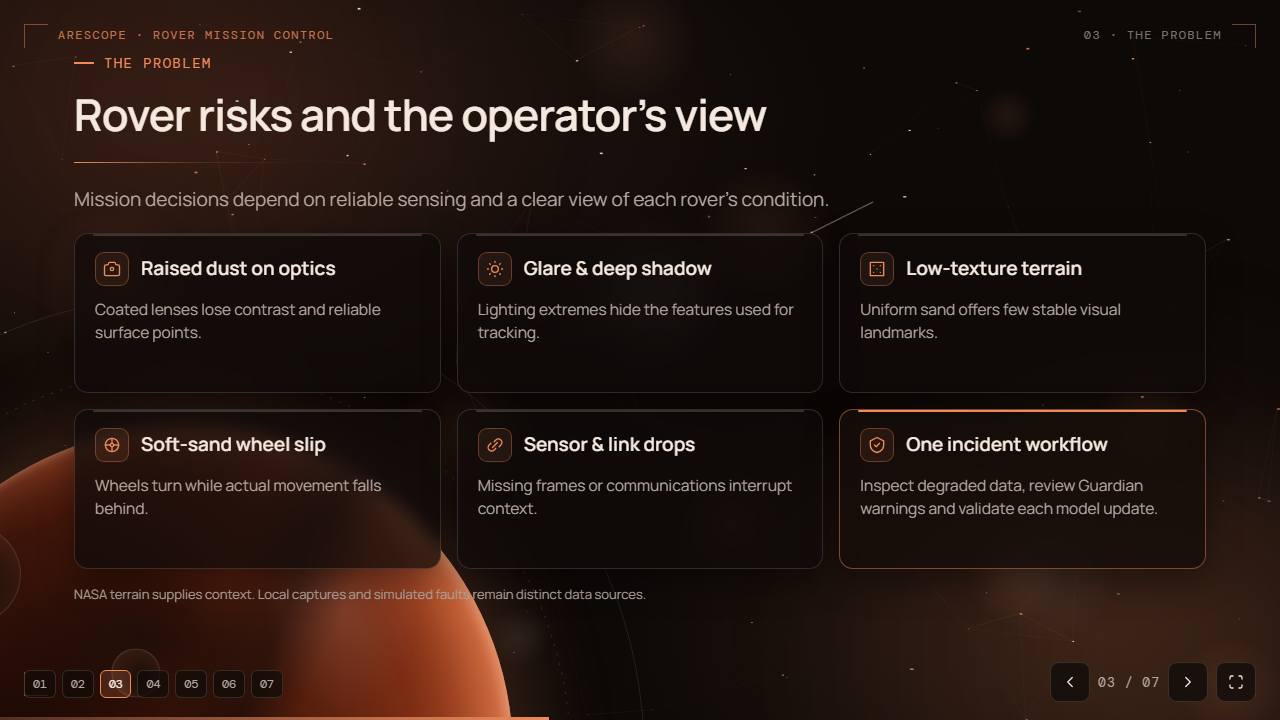 ARESCOPE · ROVER MISSION CONTROL
03 · THE PROBLEM
THE PROBLEM
Rover risks and the operator’s view
Mission decisions depend on reliable sensing and a clear view of each rover’s condition.
Raised dust on optics
Coated lenses lose contrast and reliable
surface points.
Glare & deep shadow
Lighting extremes hide the features used for
tracking.
Low-texture terrain
Uniform sand offers few stable visual
landmarks.
Soft-sand wheel slip
Wheels turn while actual movement falls
behind.
Sensor & link drops
Missing frames or communications interrupt
context.
One incident workflow
Inspect degraded data, review Guardian
warnings and validate each model update.
NASA terrain supplies context. Local captures and simulated faults remain distinct data sources.
01 02 03 04 05 06 07
03 / 07